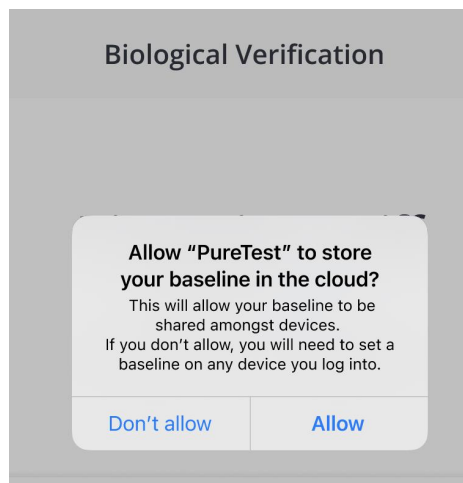 Biological Verification
Allow “PureTest” to store
your baseline in the cloud?
This will allow your baseline to be
shared amongst devices.
If you don’t allow, you will need to set a
baseline on any device you log into.
Don’t allow
Allow